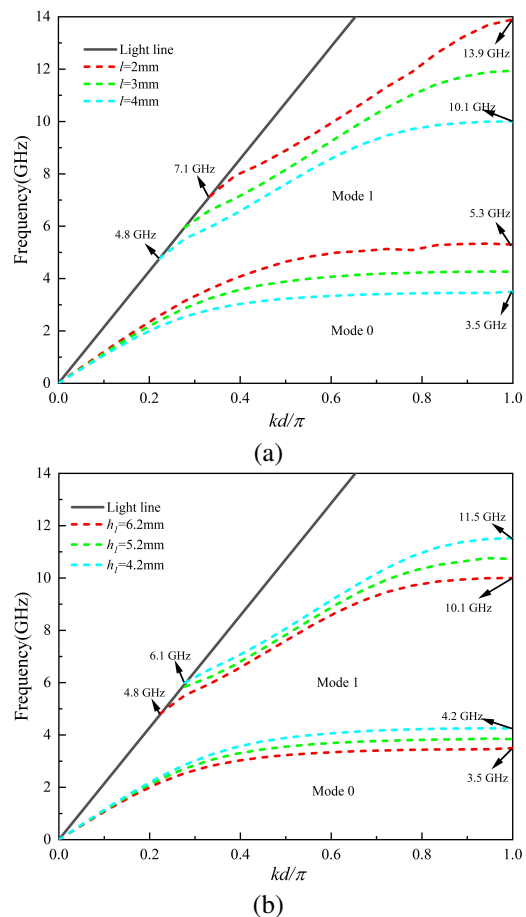 14
12
10
8
6
4
2
0
Frequency(GHz)
Light line
l=2mm
l=3mm
l=4mm
13.9 GHz
10.1 GHz
7.1 GHz
Mode 1
5.3 GHz
4.8 GHz
3.5 GHz
Mode 0
0.0 0.2 0.4 0.6 0.8 1.0
kd/π
(a)
14
12
10
8
6
4
2
0
Frequency(GHz)
Light line
h1=6.2mm
h1=5.2mm
h1=4.2mm
11.5 GHz
10.1 GHz
6.1 GHz
4.8 GHz
Mode 1
4.2 GHz
3.5 GHz
Mode 0
0.0 0.2 0.4 0.6 0.8 1.0
kd/π
(b)